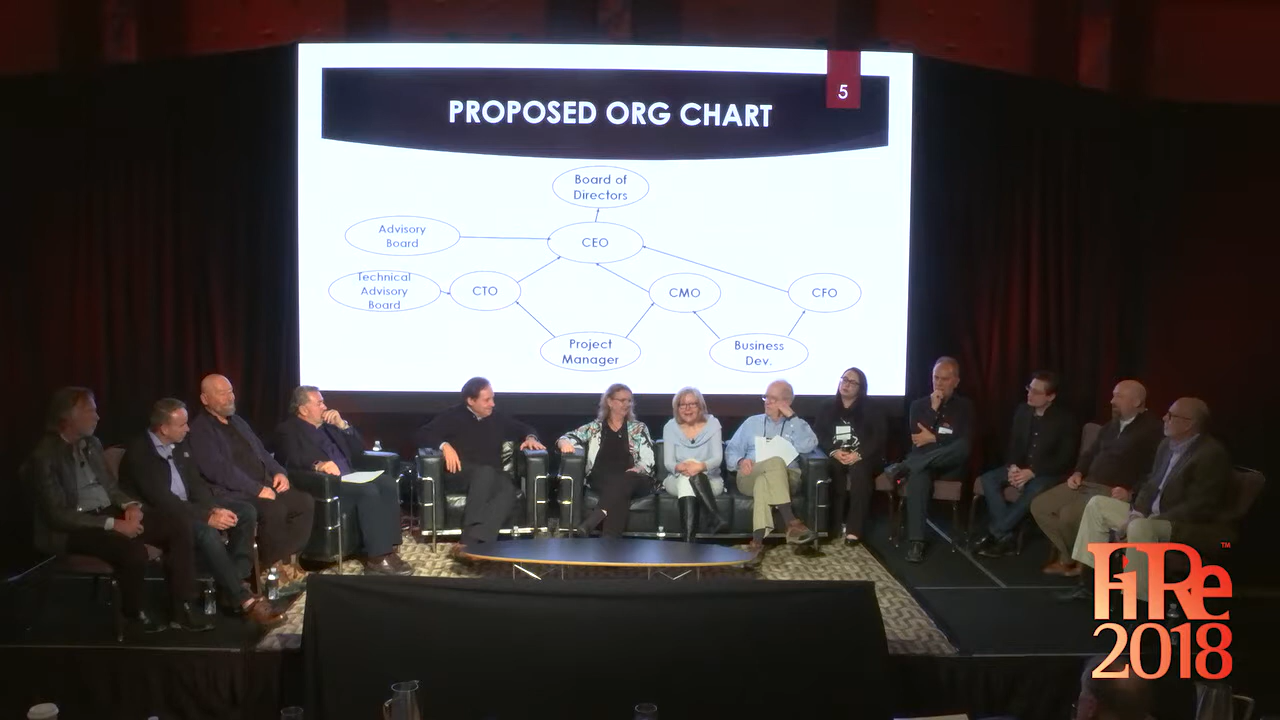 5
PROPOSED ORG CHART
Board of
Directors
Advisory
Board
CEO
Technical
Advisory
Board
CTO
CMO
CFO
Project
Manager
Business
Dev.
FiRe™
2018